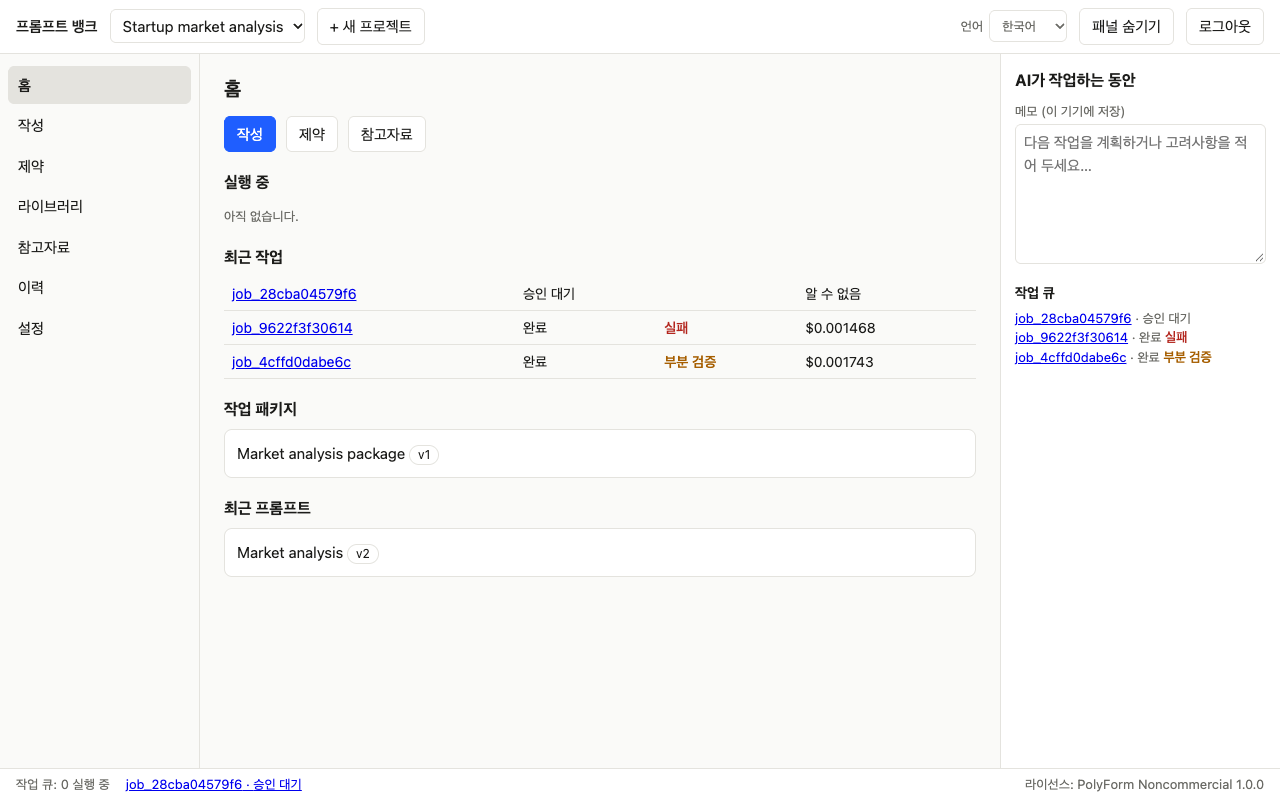 프롬프트 뱅크 Startup market analysis + 새 프로젝트 언어 한국어 패널 숨기기 로그아웃
홈
작성
제약
라이브러리
참고자료
이력
설정
홈
작성 제약 참고자료
실행 중
아직 없습니다.
최근 작업
job_28cba04579f6 승인 대기 알 수 없음
job_9622f3f30614 완료 실패 $0.001468
job_4cffd0dabe6c 완료 부분 검증 $0.001743
작업 패키지
Market analysis package v1
최근 프롬프트
Market analysis v2
AI가 작업하는 동안
메모 (이 기기에 저장)
다음 작업을 계획하거나 고려사항을 적
어 두세요...
작업 큐
job_28cba04579f6 · 승인 대기
job_9622f3f30614 · 완료 실패
job_4cffd0dabe6c · 완료 부분 검증
작업 큐: 0 실행 중 job_28cba04579f6 · 승인 대기 라이선스: PolyForm Noncommercial 1.0.0